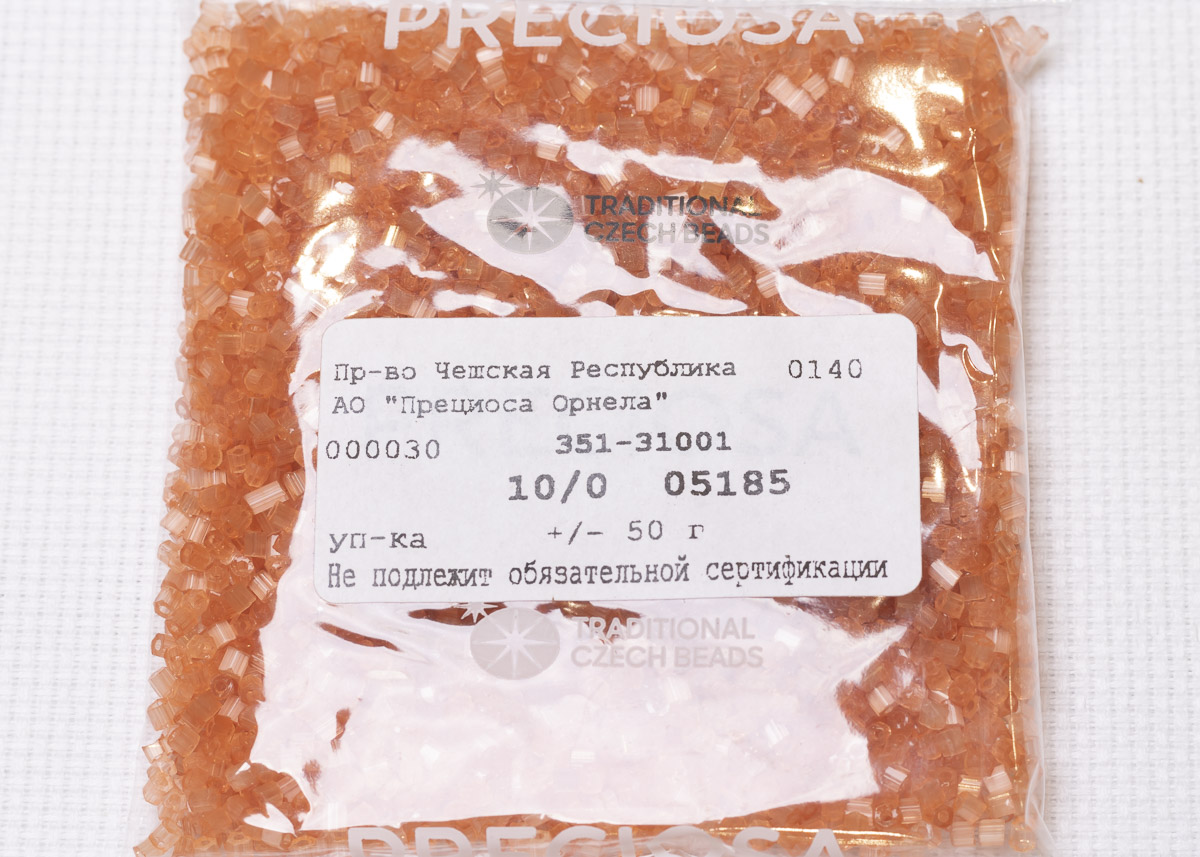 PRECIOSA
TRADITIONAL
CZECH BEADS
Пр-во Чешская Республика 0140
АО "Прециоса Орнела"
000030 351-31001
10/0 05185
уп-ка +/- 50 г
Не подлежит обязательной сертификации
TRADITIONAL
CZECH BEADS
PRECIOSA